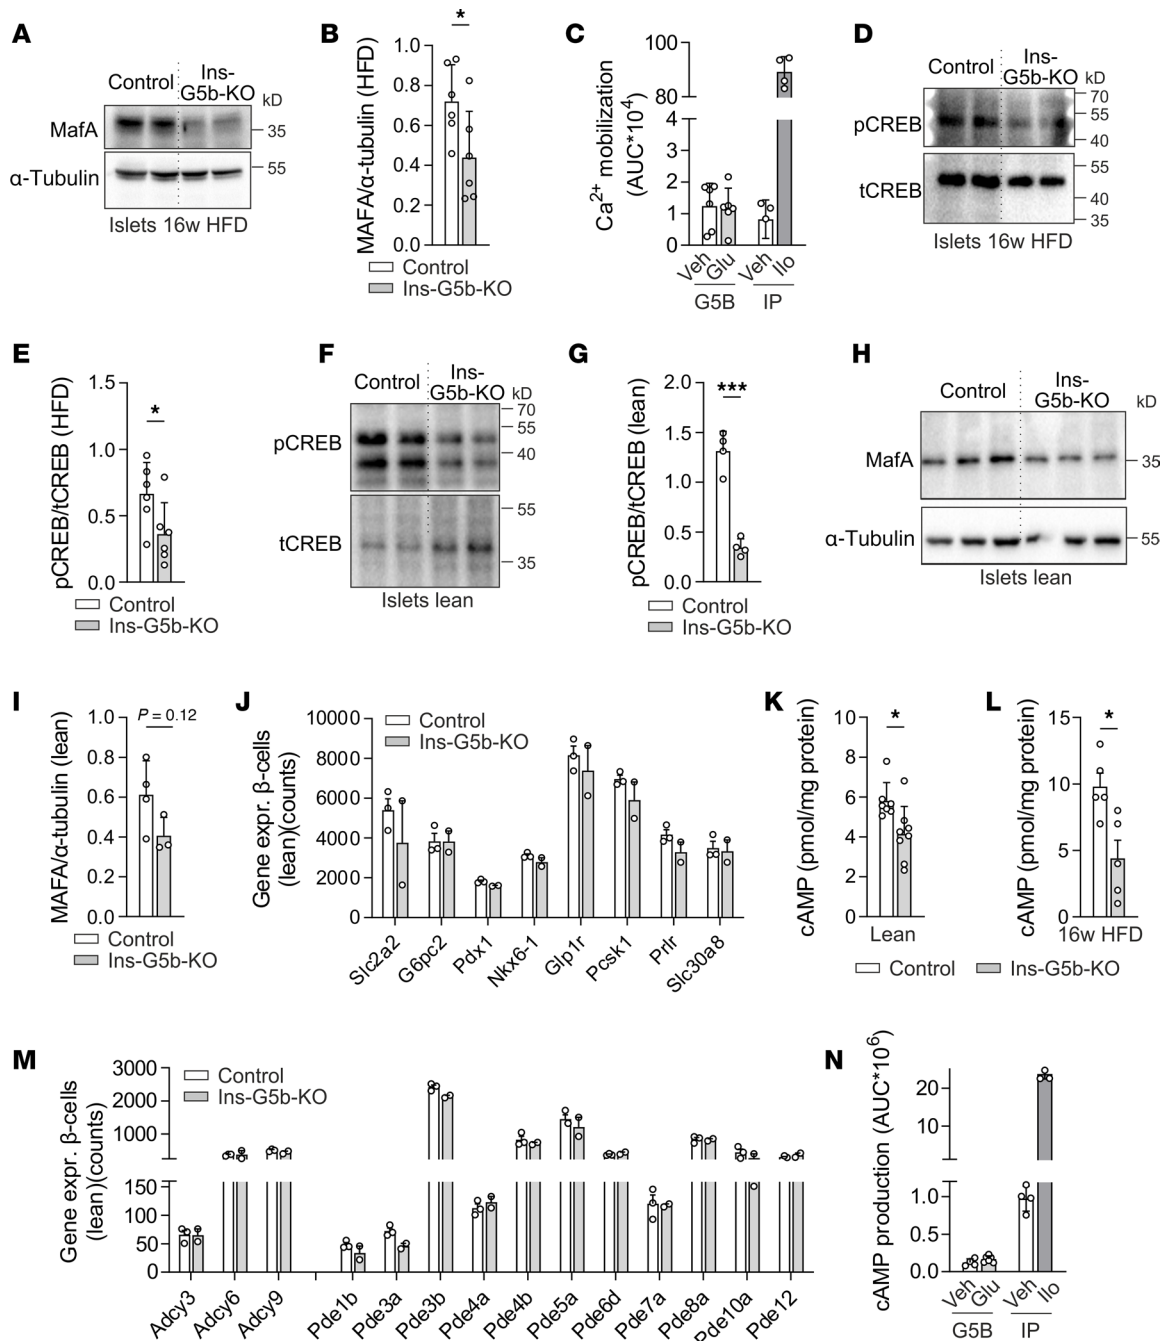 A
Control
Ins-
G5b-KO
kD
MafA
35
α-Tubulin
55
Islets 16w HFD
B
*
MAFA/α-tubulin (HFD)
1.0
0.8
0.6
0.4
0.2
0.0
Control
Ins-G5b-KO
C
Ca2+ mobilization
(AUC*10^4)
100
80
4
3
2
1
0
Veh
Glu
Veh
Ilo
G5B
IP
D
Control
Ins-
G5b-KO
kD
pCREB
70
55
40
tCREB
55
40
35
Islets 16w HFD
E
pCREB/tCREB (HFD)
1.5
1.0
0.5
0.0
*
Control
Ins-G5b-KO
F
Control
Ins-
G5b-KO
kD
pCREB
70
55
40
tCREB
55
35
Islets lean
G
pCREB/tCREB (lean)
2.0
1.5
1.0
0.5
0.0
***
Control
Ins-G5b-KO
H
Control
Ins-
G5b-KO
kD
MafA
35
α-Tubulin
55
Islets lean
I
MAFA/α-tubulin (lean)
1.0
0.8
0.6
0.4
0.2
0.0
P = 0.12
Control
Ins-G5b-KO
J
Gene expr. β-cells
(lean)(counts)
10000
8000
6000
4000
2000
0
Control
Ins-G5b-KO
Slc2a2
G6pc2
Pdx1
Nkx6-1
Glp1r
Pcsk1
Prlr
Slc30a8
K
cAMP (pmol/mg protein)
10
8
6
4
2
0
*
Lean
L
cAMP (pmol/mg protein)
15
10
5
0
*
16w HFD
Control
Ins-G5b-KO
M
Gene expr. β-cells
(lean)(counts)
3000
2000
1000
150
100
50
0
Control
Ins-G5b-KO
Adcy3
Adcy6
Adcy9
Pde1b
Pde3a
Pde3b
Pde4a
Pde4b
Pde5a
Pde6d
Pde7a
Pde8a
Pde10a
Pde12
N
cAMP production (AUC*10^6)
20
10
1.0
0.5
0.0
Veh
Glu
Veh
Ilo
G5B
IP